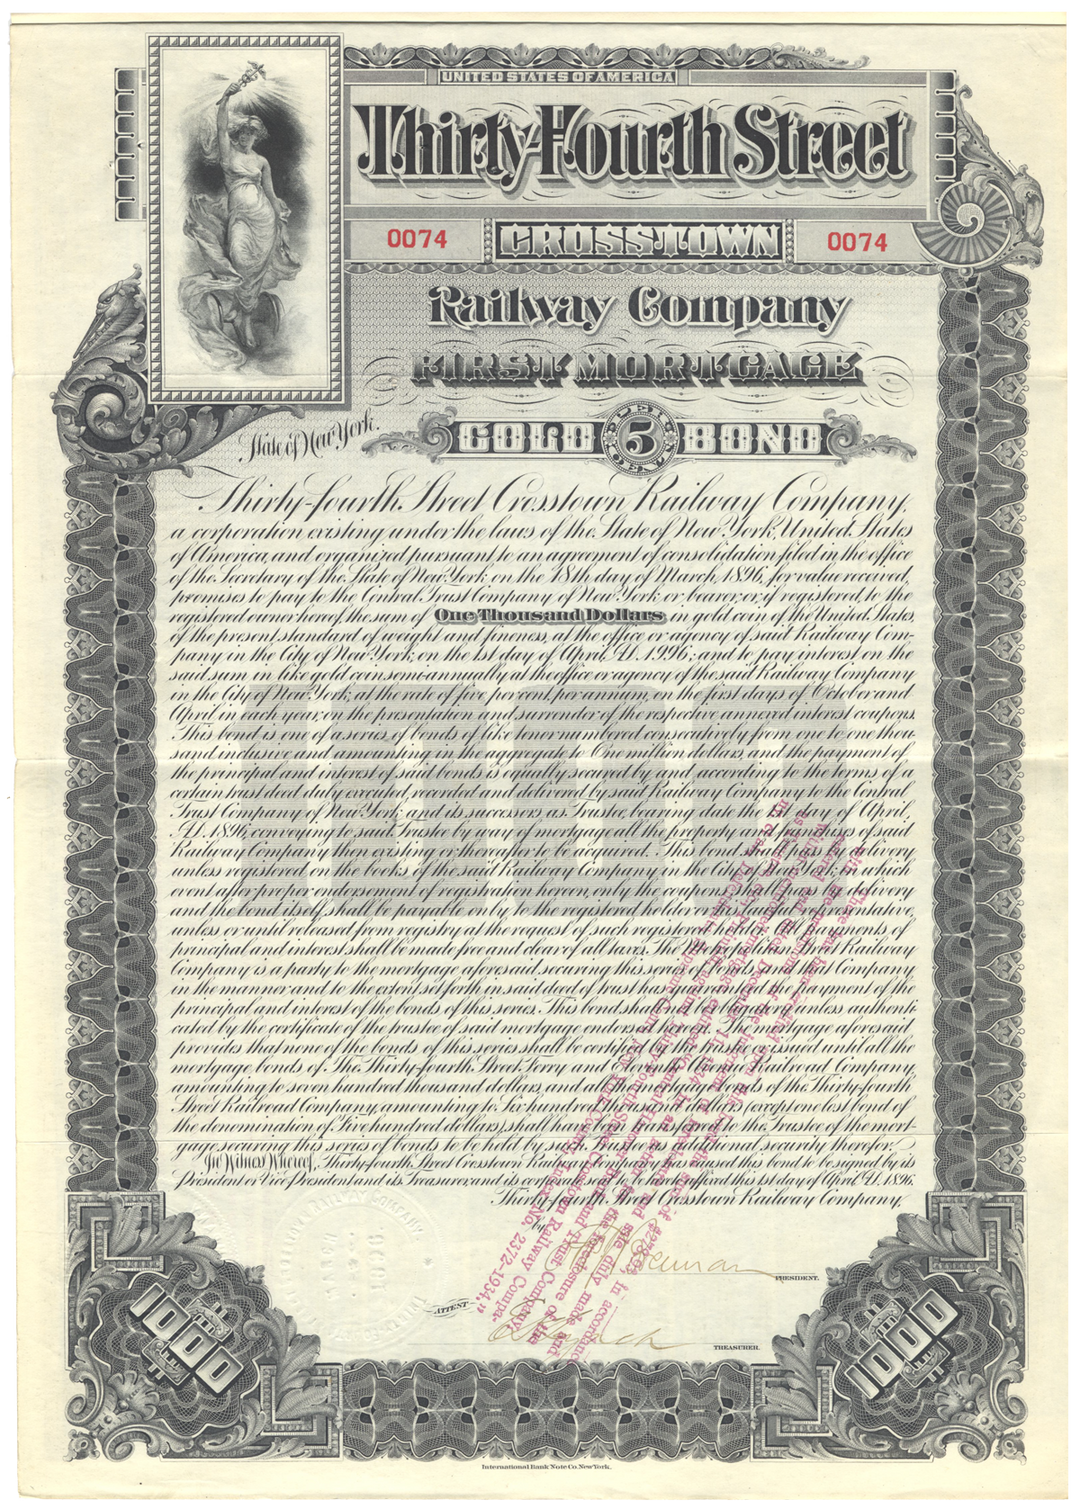 UNITED STATES OF AMERICA
Thirty-Fourth Street
0074 CROSSTOWN 0074
Railway Company
FIRST MORTGAGE
State of New York.
GOLD 5 BOND
PER CENT
Thirty-fourth Street Crosstown Railway Company,
a corporation existing under the laws of the State of New York, United States
of America, and organized pursuant to an agreement of consolidation filed in the office
of the Secretary of the State of New York on the 18th day of March, 1896, for value received,
promises to pay to the Central Trust Company of New York or bearer, or, if registered, to the
registered owner hereof, the sum of One Thousand Dollars in gold coin of the United States,
of the present standard of weight and fineness, at the office or agency of said Railway Com-
pany in the City of New York, on the 1st day of April A.D. 1996; and to pay interest on the
said sum in like gold coin semi-annually at the office or agency of the said Railway Company
in the City of New York, at the rate of five per cent. per annum, on the first days of October and
April in each year, on the presentation and surrender of the respective annexed interest coupons.
This bond is one of a series of bonds of like tenor numbered consecutively from one to one thou-
sand inclusive and amounting in the aggregate to One million dollars, and the payment of
the principal and interest of said bonds is equally secured by and, according to the terms of a
certain trust deed duly executed, recorded and delivered by said Railway Company to the Central
Trust Company of New York and its successors, as Trustee, bearing date the 1st day of April,
A.D. 1896, conveying to said Trustee by way of mortgage all the property and franchises of said
Railway Company then existing or thereafter to be acquired. This bond shall pass by delivery
unless registered on the books of the said Railway Company in the City of New York, in which
event after proper endorsement of registration hereon, only the coupons shall pass by delivery
and the bond itself shall be payable only to the registered holder or his lawful representative,
unless or until released from registry at the request of such registered holder. All payments of
principal and interest shall be made free and clear of all taxes. The Metropolitan Street Railway
Company is a party to the mortgage aforesaid, securing this series of bonds, and that Company
in the manner and to the extent set forth in said deed of trust has guaranteed the payment of the
principal and interest of the bonds of this series. This bond shall not be obligatory unless authenti-
cated by the certificate of the trustee of said mortgage endorsed hereon. The mortgage aforesaid
provides that none of the bonds of this series shall be certified by the trustee or issued until all the
mortgage bonds of The Thirty-fourth Street Ferry and Eleventh Avenue Railroad Company,
amounting to seven hundred thousand dollars, and all the mortgage bonds of the Thirty-fourth
Street Railroad Company, amounting to Six hundred thousand dollars (except one less bond of
the denomination of Five hundred dollars), shall have been transferred to the Trustee of the mort-
gage securing this series of bonds to be held by such Trustee as additional security therefor.
In Witness Whereof, Thirty-fourth Street Crosstown Railway Company has caused this bond to be signed by its
President or Vice President and its Treasurer and its corporate seal to be hereto affixed this 1st day of April A.D. 1896.
Thirty-fourth Street Crosstown Railway Company,
by
PRESIDENT.
ATTEST
TREASURER.
1000
1000
International Bank Note Co. New York.